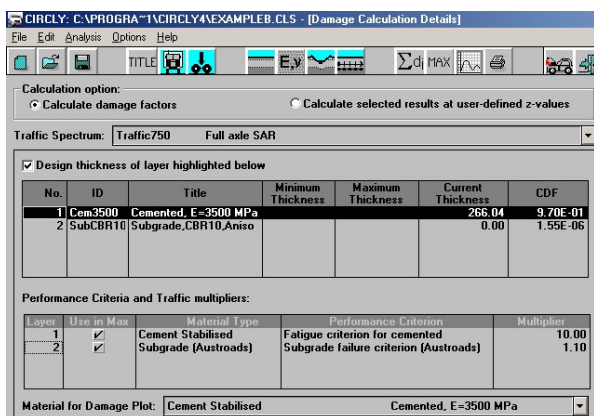 CIRCLY: C:\PROGRA~1\CIRCLY4\EXAMPLEB.CLS - [Damage Calculation Details]
File Edit Analysis Options Help
TITLE E,ν Σdi MAX
Calculation option:
Calculate damage factors Calculate selected results at user-defined z-values
Traffic Spectrum: Traffic750 Full axle SAR
Design thickness of layer highlighted below
No. ID Title Minimum Thickness Maximum Thickness Current Thickness CDF
1 Cem3500 Cemented, E=3500 MPa 266.04 9.70E-01
2 SubCBR10 Subgrade,CBR10,Aniso 0.00 1.55E-06
Performance Criteria and Traffic multipliers:
Layer Use in Max Material Type Performance Criterion Multiplier
1 Cement Stabilised Fatigue criterion for cemented 10.00
2 Subgrade (Austroads) Subgrade failure criterion (Austroads) 1.10
Material for Damage Plot: Cement Stabilised Cemented, E=3500 MPa